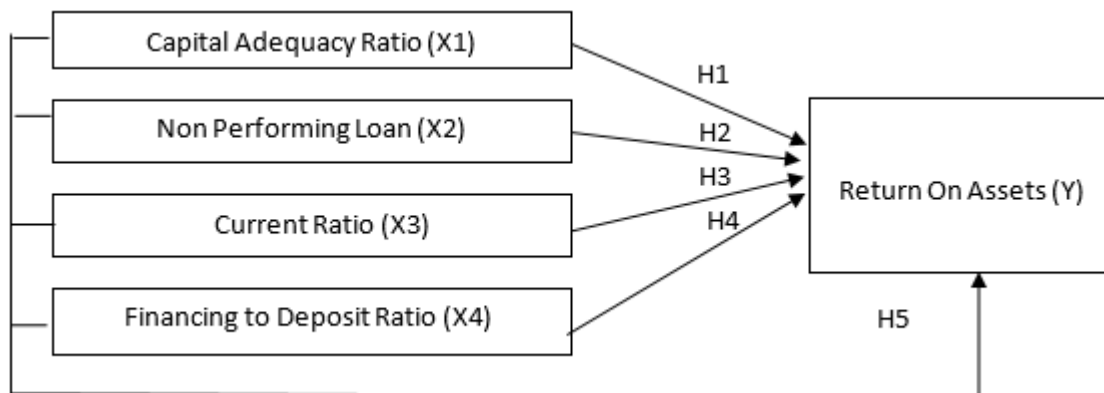 Capital Adequacy Ratio (X1)
H1
Non Performing Loan (X2)
H2
H3
Return On Assets (Y)
Current Ratio (X3)
H4
Financing to Deposit Ratio (X4)
H5